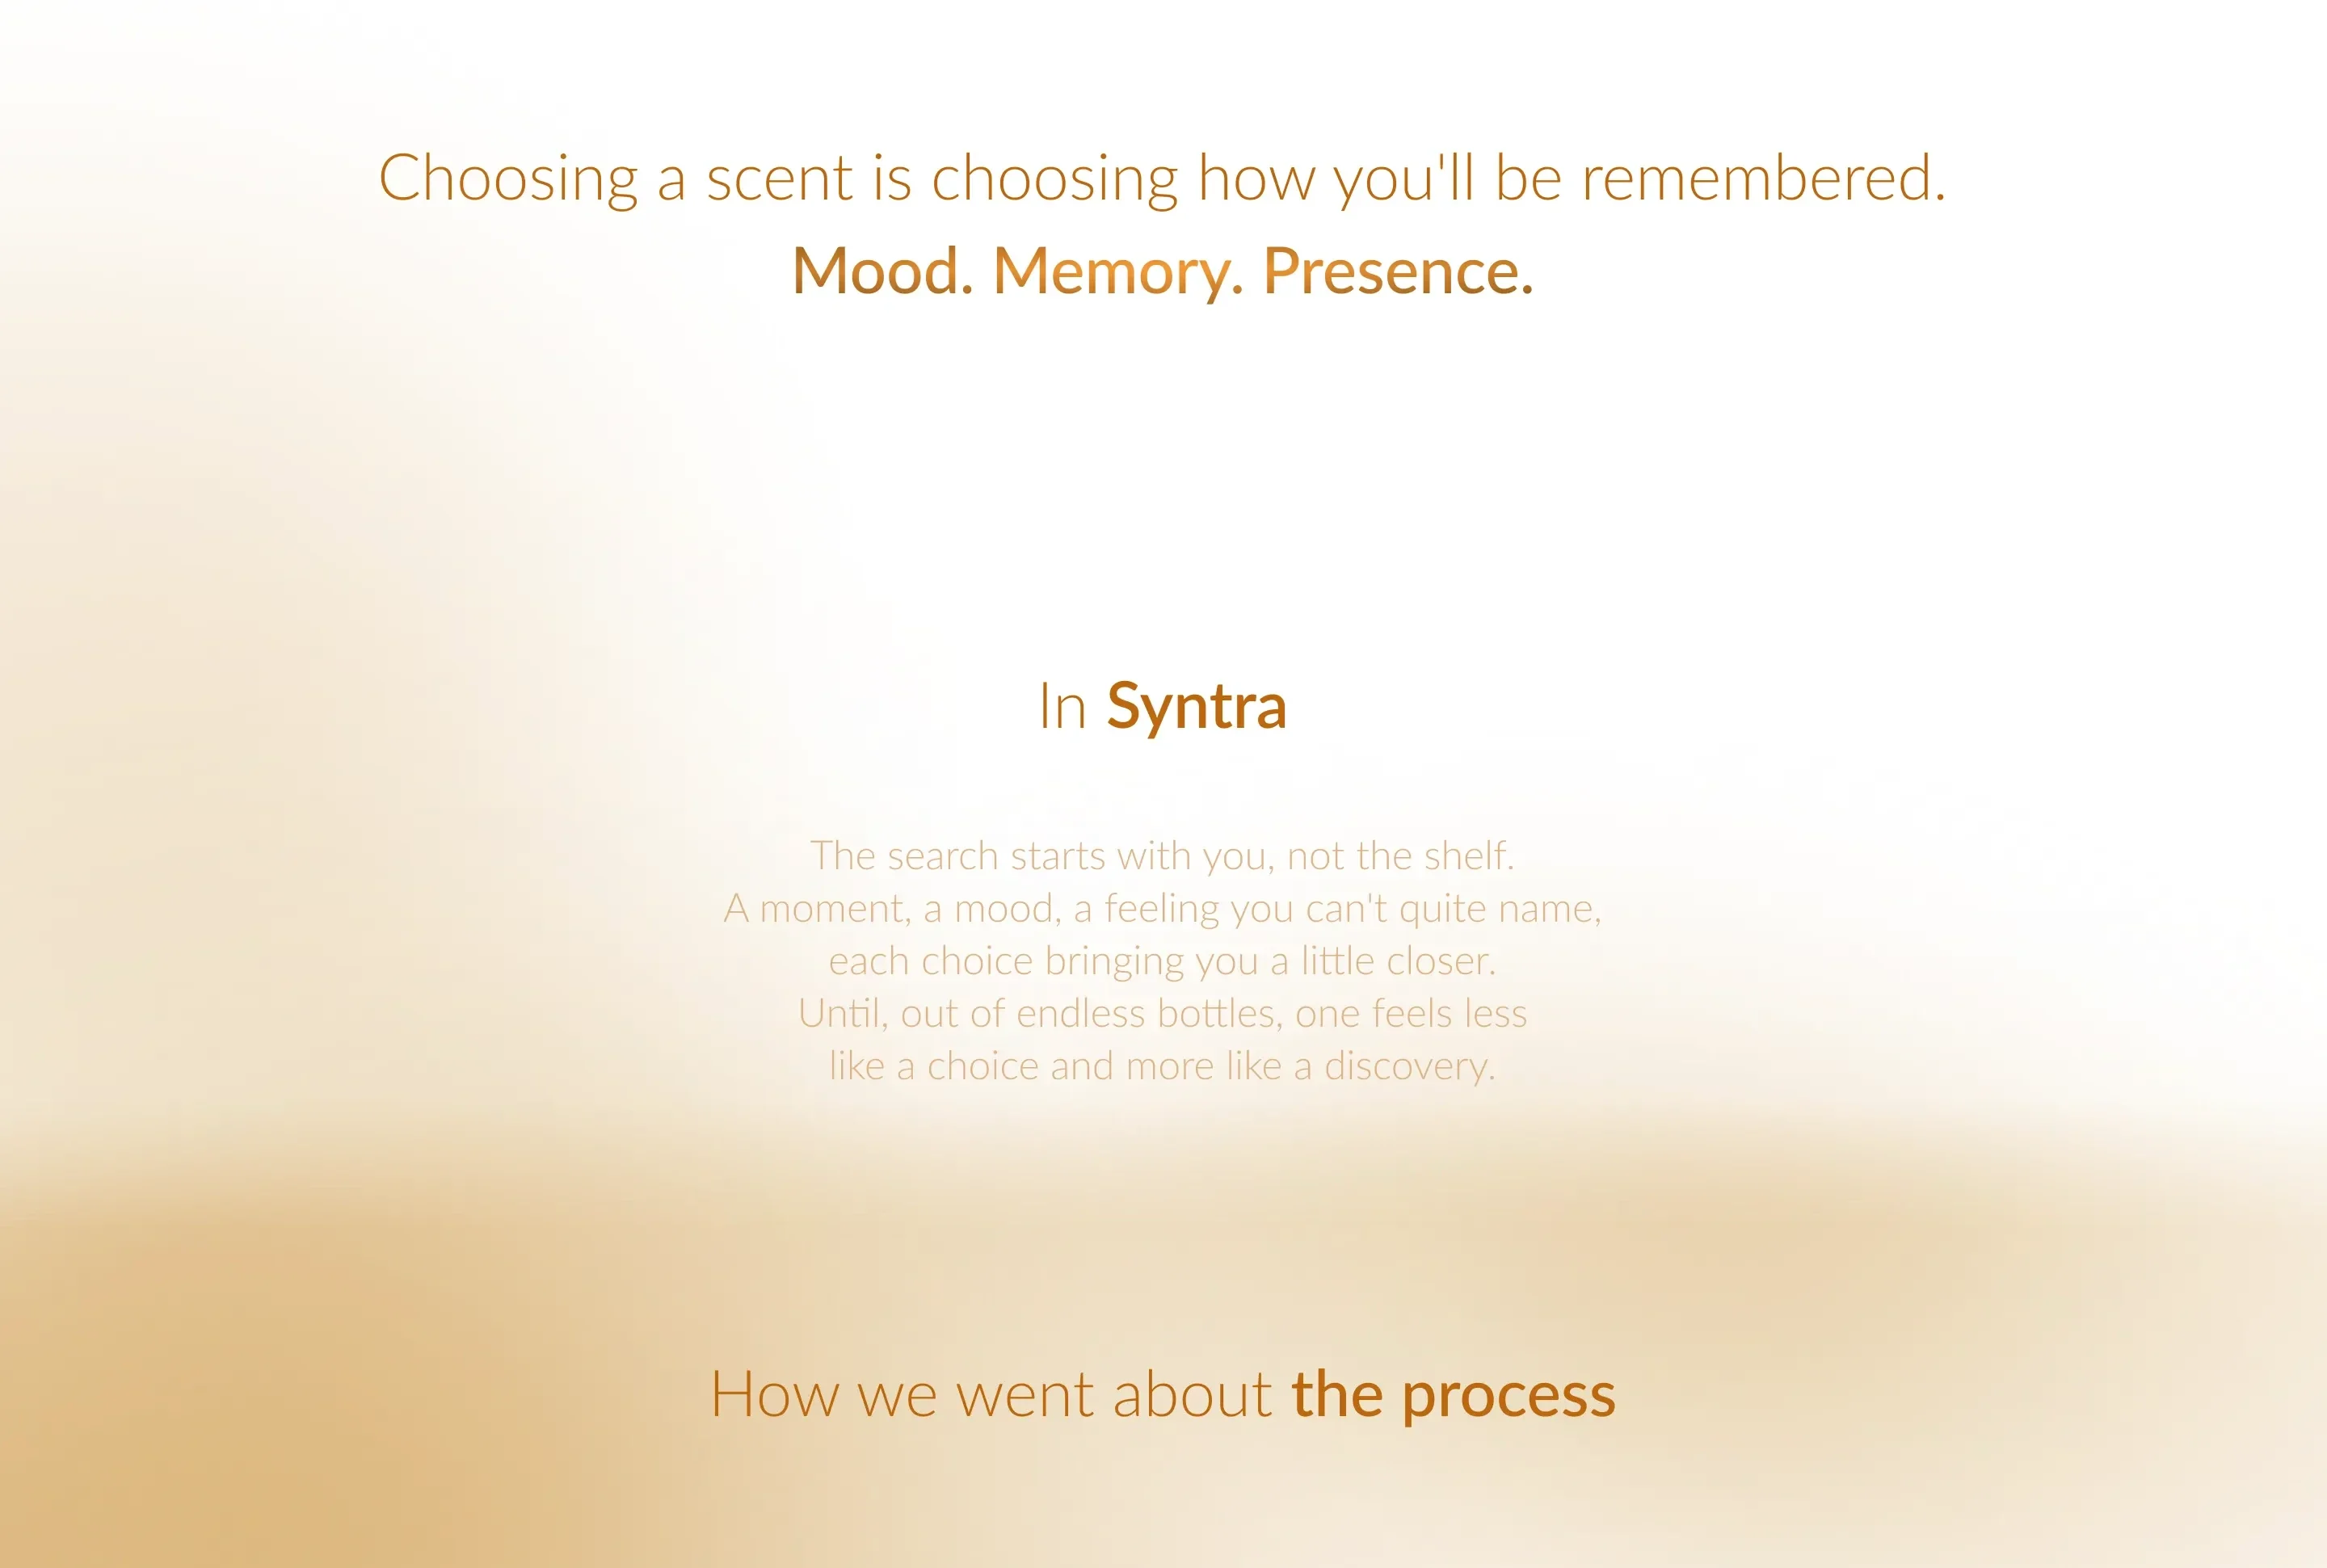 Choosing a scent is choosing how you'll be remembered.
Mood. Memory. Presence.
In Syntra
The search starts with you, not the shelf.
A moment, a mood, a feeling you can't quite name,
each choice bringing you a little closer.
Until, out of endless bottles, one feels less
like a choice and more like a discovery.
How we went about the process